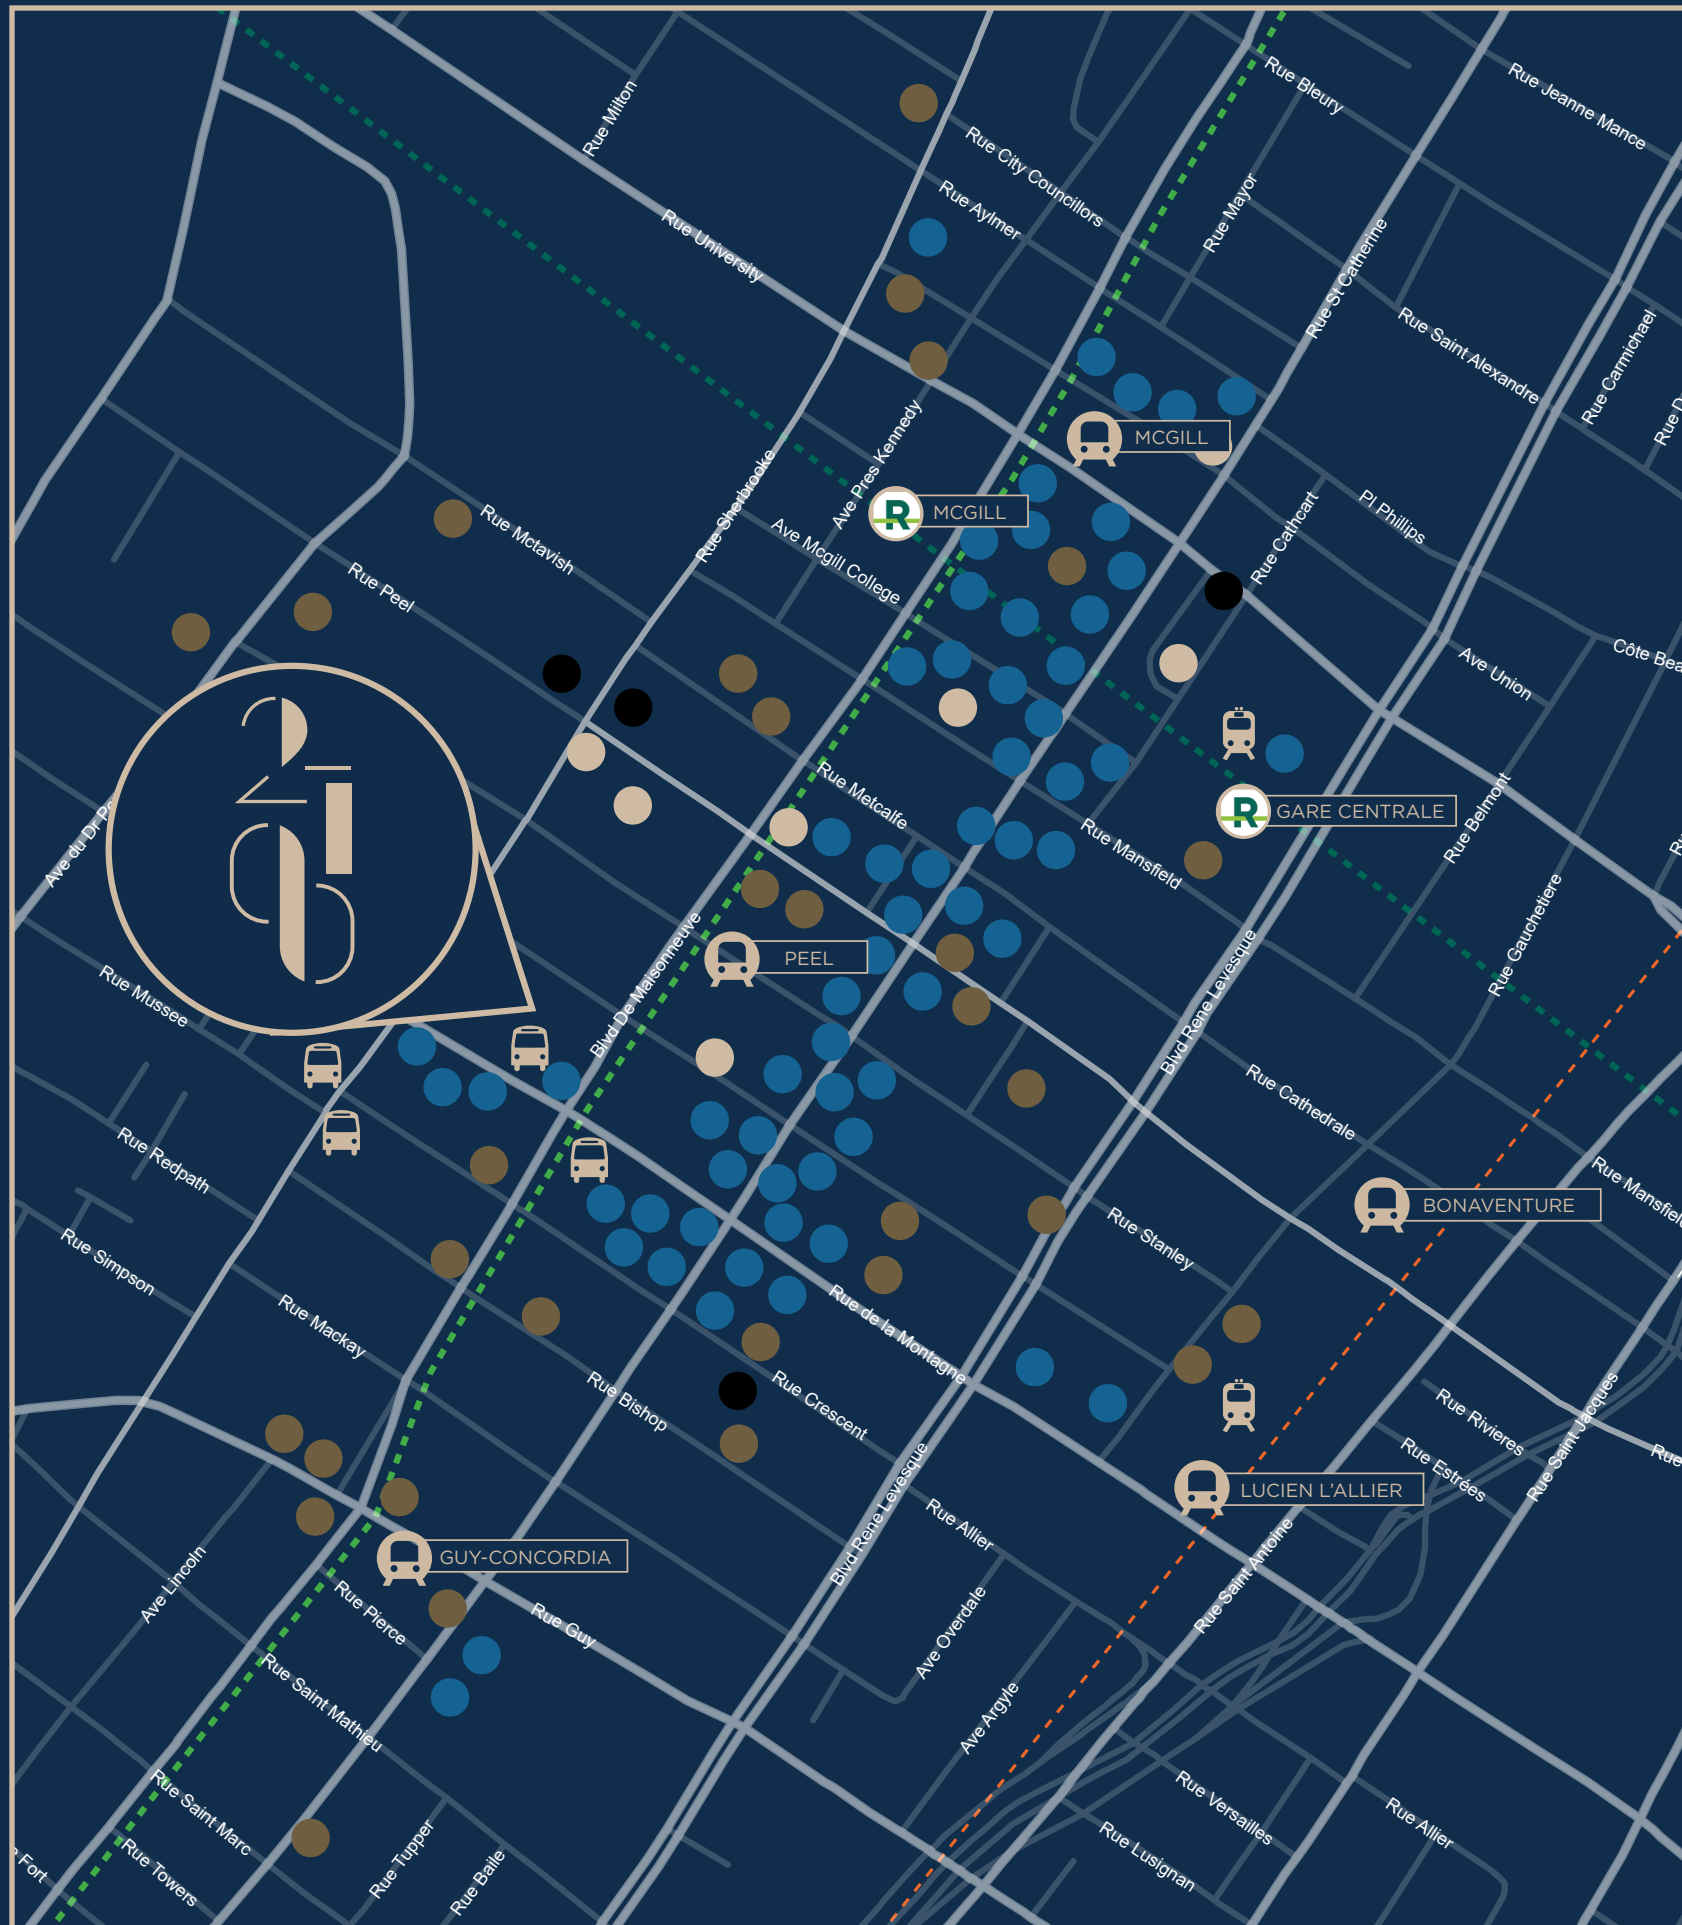 Rue Bleury
Rue Jeanne Mance
Rue Milton
Rue City Councillors
Rue Aylmer
Rue Mayor
Rue University
Rue St Catherine
Rue Saint Alexandre
Rue Carmichael
Ave Pres Kennedy
MCGILL
Rue Sherbrooke
MCGILL
R
Pl Phillips
Rue Cathcart
Rue Mctavish
Ave Mcgill College
Rue Peel
Côte Bea
Ave Union
Rue Metcalfe
GARE CENTRALE
R
Rue Belmont
Rue Mansfield
Rue Gauchetiere
Blvd De Maisonneuve
PEEL
Blvd Rene Levesque
Rue Mussee
Rue Cathedrale
Rue Redpath
Rue Mansfield
BONAVENTURE
Rue Stanley
Rue Simpson
Rue Mackay
Rue de la Montagne
Rue Bishop
Rue Crescent
Rue Rivieres
Rue Saint Jacques
Rue Estrées
Blvd Rene Levesque
LUCIEN L'ALLIER
Rue Allier
Rue Saint Antoine
GUY-CONCORDIA
Ave Lincoln
Rue Pierce
Rue Guy
Ave Overdale
Rue Saint Mathieu
Ave Argyle
Rue Saint Marc
Rue Versailles
Rue Allier
Rue Tupper
Rue Lusignan
Rue Towers
Rue Baile
Fort